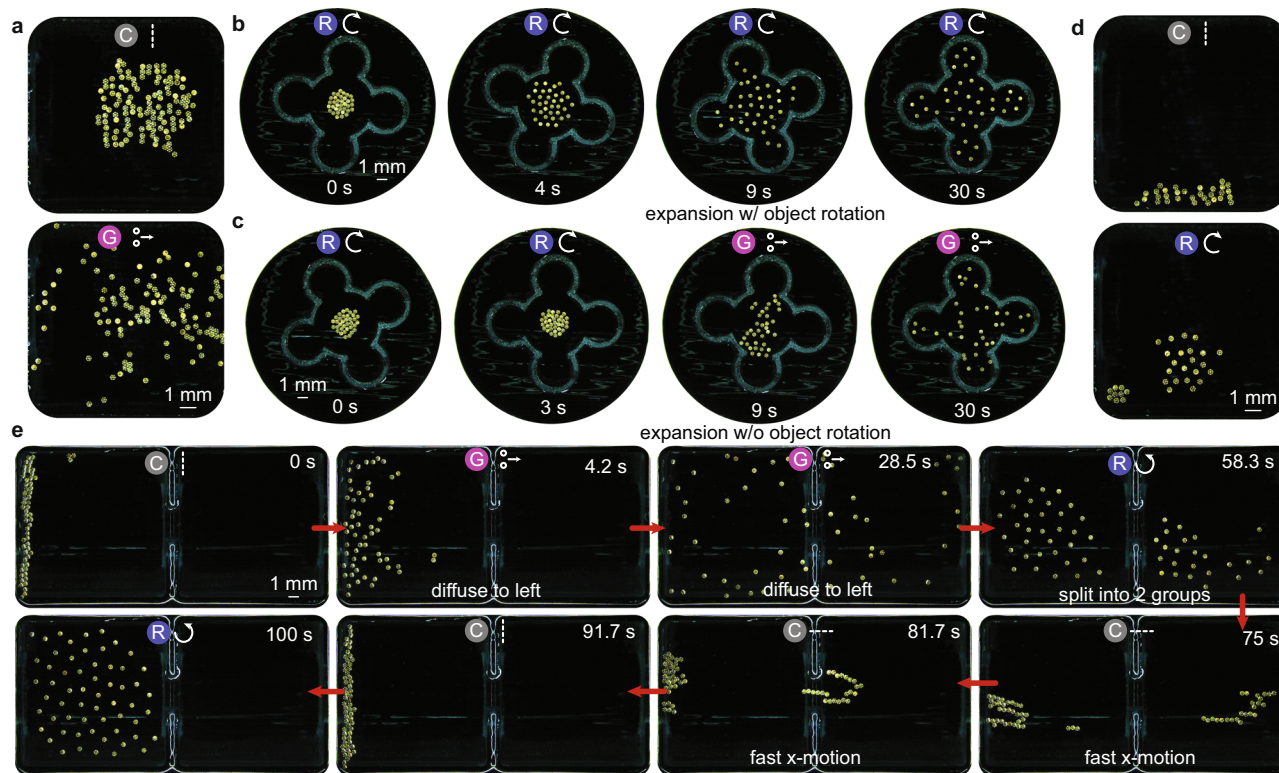 a
C
G
1 mm
b
R
R
R
R
1 mm
0 s
4 s
9 s
30 s
expansion w/ object rotation
c
R
R
G
G
1 mm
0 s
3 s
9 s
30 s
expansion w/o object rotation
d
C
R
1 mm
e
C
0 s
1 mm
G
4.2 s
diffuse to left
G
28.5 s
diffuse to left
R
58.3 s
split into 2 groups
R
100 s
C
91.7 s
C
81.7 s
fast x-motion
C
75 s
fast x-motion